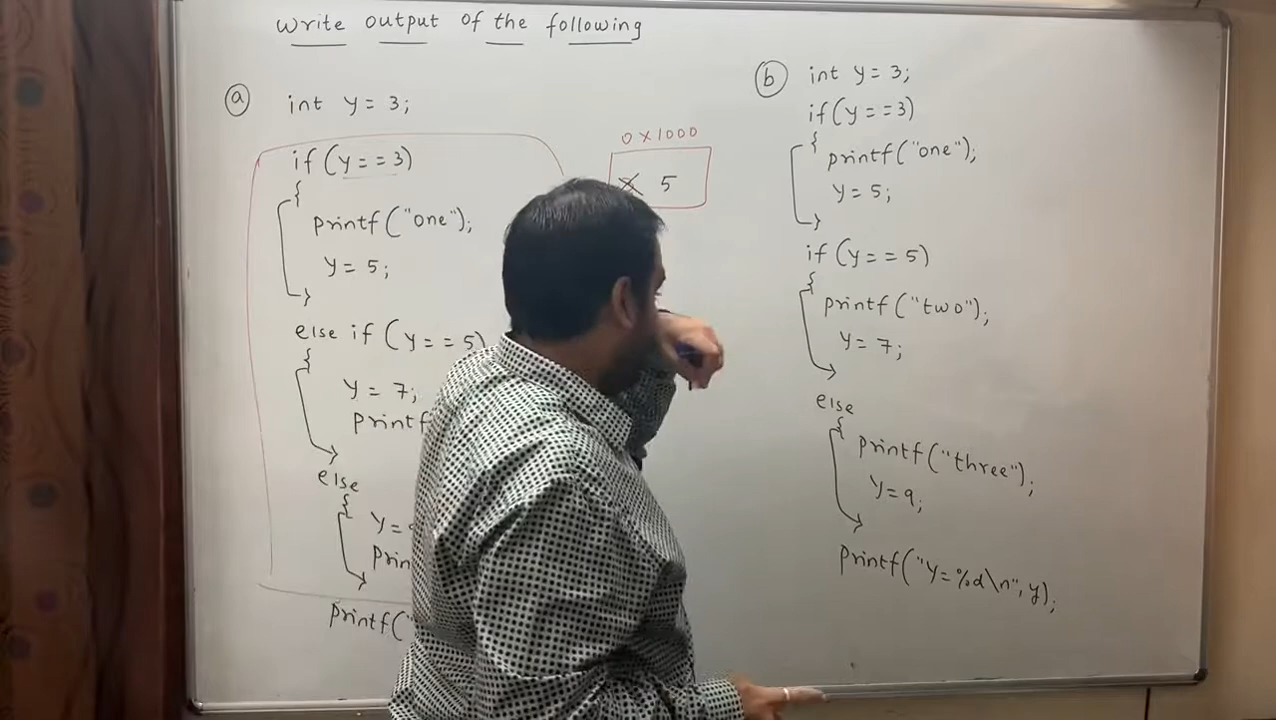 write output of the following
(a) int y = 3;
if (y==3)
{
printf("one");
y = 5;
}
else if (y==5)
{
y = 7;
printf
}
else
{
y =
prin
}
printf("
0x1000
5
(b) int y = 3;
if(y==3)
{
printf("one");
y = 5;
}
if (y==5)
{
printf("two");
y = 7;
}
else
{
printf("three");
y=9;
}
printf("y=%d\n", y);